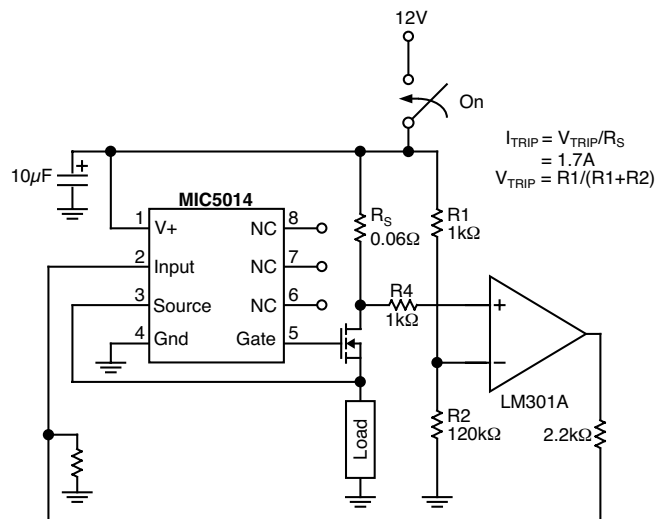 12V
On
I_TRIP = V_TRIP/R_S
= 1.7A
V_TRIP = R1/(R1+R2)
10µF
+
MIC5014
1 V+
2 Input
3 Source
4 Gnd
NC 8
NC 7
NC 6
Gate 5
R_S
0.06Ω
R1
1kΩ
R4
1kΩ
+
−
LM301A
R2
120kΩ
2.2kΩ
Load